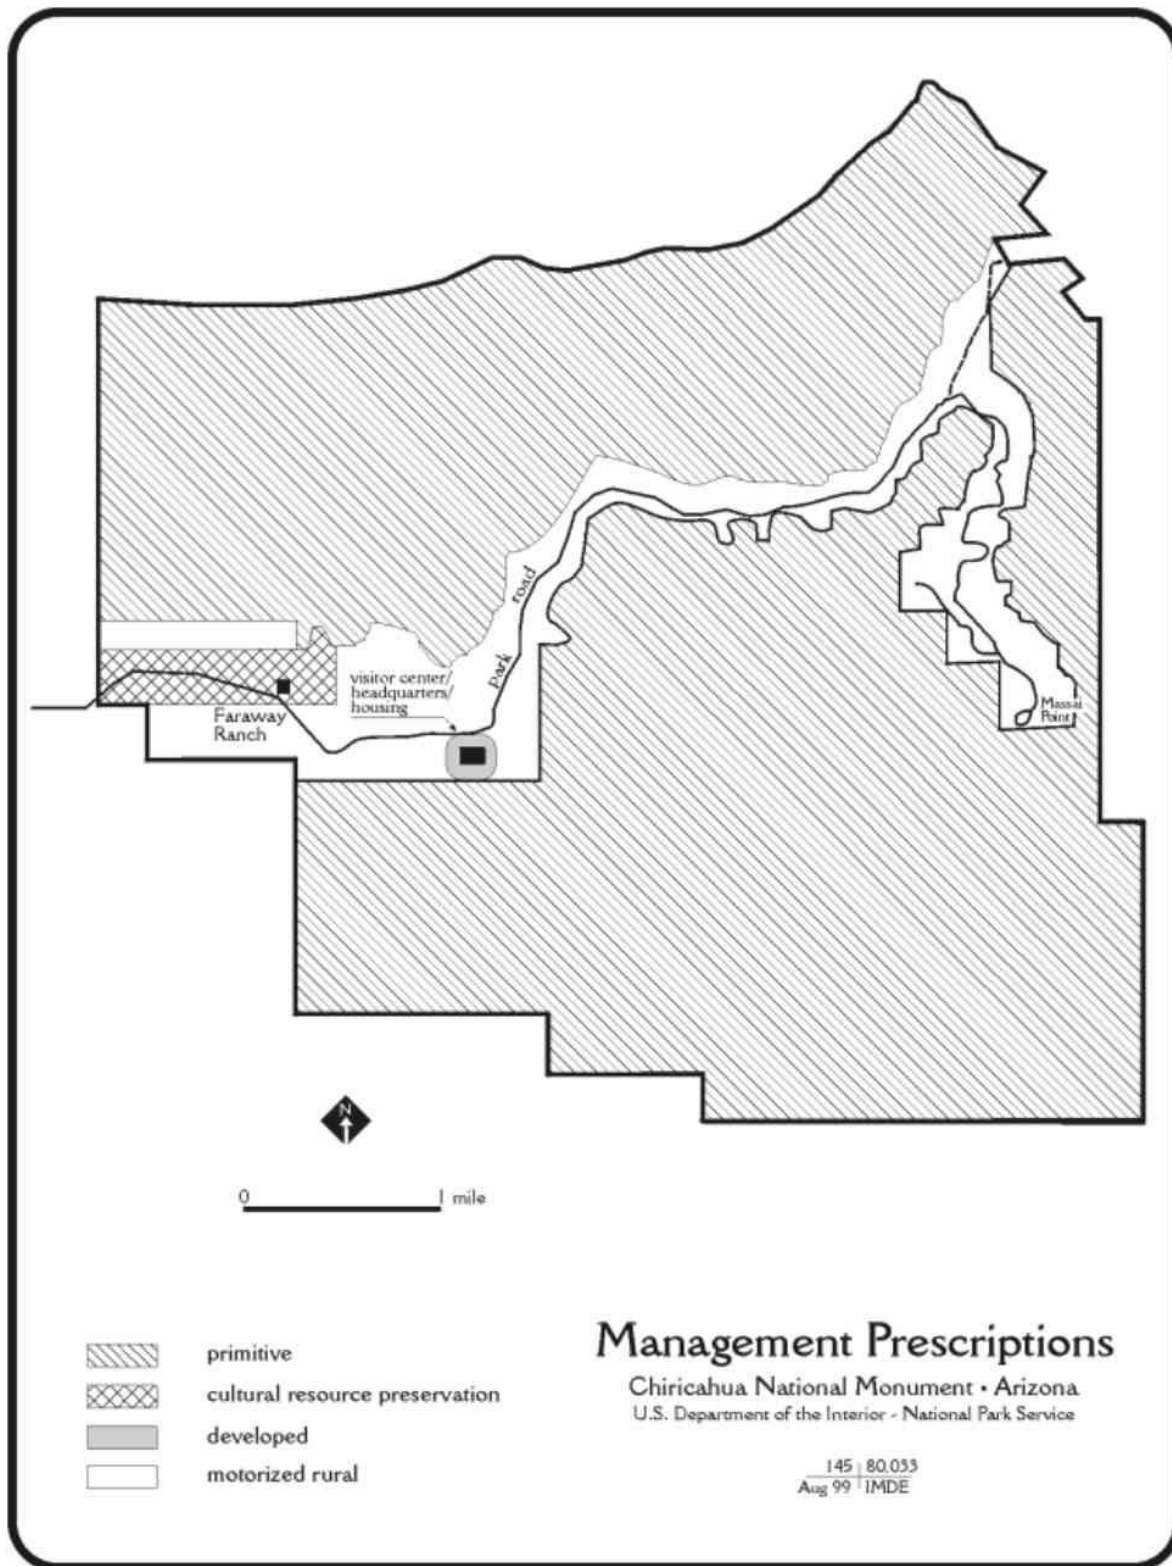 road
park
visitor center/
headquarters/
housing
Faraway
Ranch
Massai
Point
N
0 1 mile
primitive
cultural resource preservation
developed
motorized rural
Management Prescriptions
Chiricahua National Monument • Arizona
U.S. Department of the Interior - National Park Service
145 | 80,033
Aug 99 | IMDE